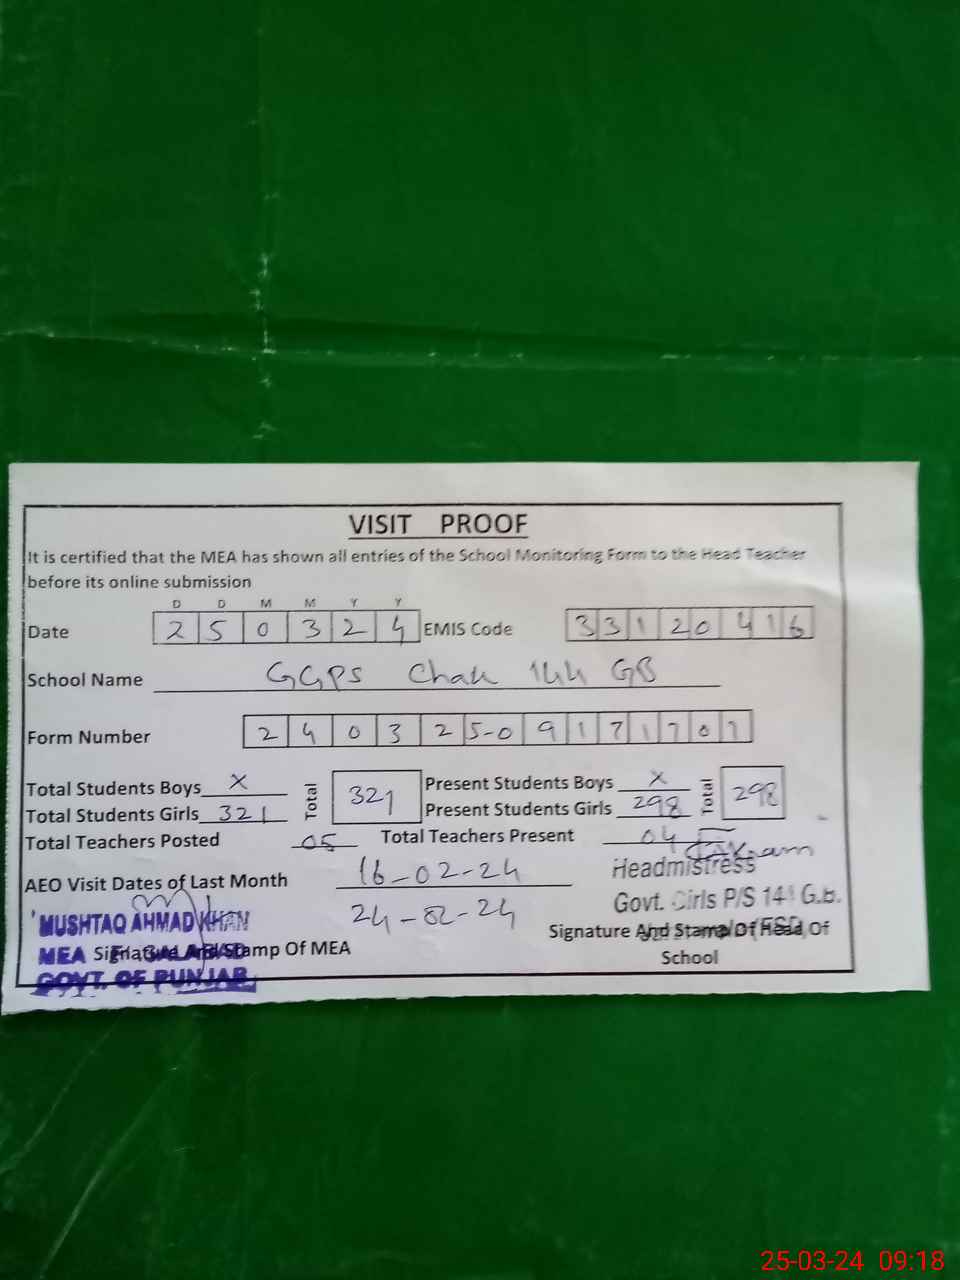 VISIT PROOF
It is certified that the MEA has shown all entries of the School Monitoring Form to the Head Teacher
before its online submission
D D M M Y Y
Date 2 5 0 3 2 4 EMIS Code 3 3 1 2 0 4 1 6
School Name GGPS Chak 144 GB
Form Number 2 4 0 3 2 5-0 9 1 7 1 7 0 7
Total Students Boys X Total 321 Present Students Boys X Total 298
Total Students Girls 321 Present Students Girls 298
Total Teachers Posted 05 Total Teachers Present 04
AEO Visit Dates of Last Month 16-02-24
24-02-24
Headmistress
Govt. Girls P/S 144 G.b.
MUSHTAQ AHMAD KHAN
MEA Signature And Stamp Of MEA
GOVT. OF PUNJAB
Signature And Stamp Of Head Of
School
25-03-24 09:18